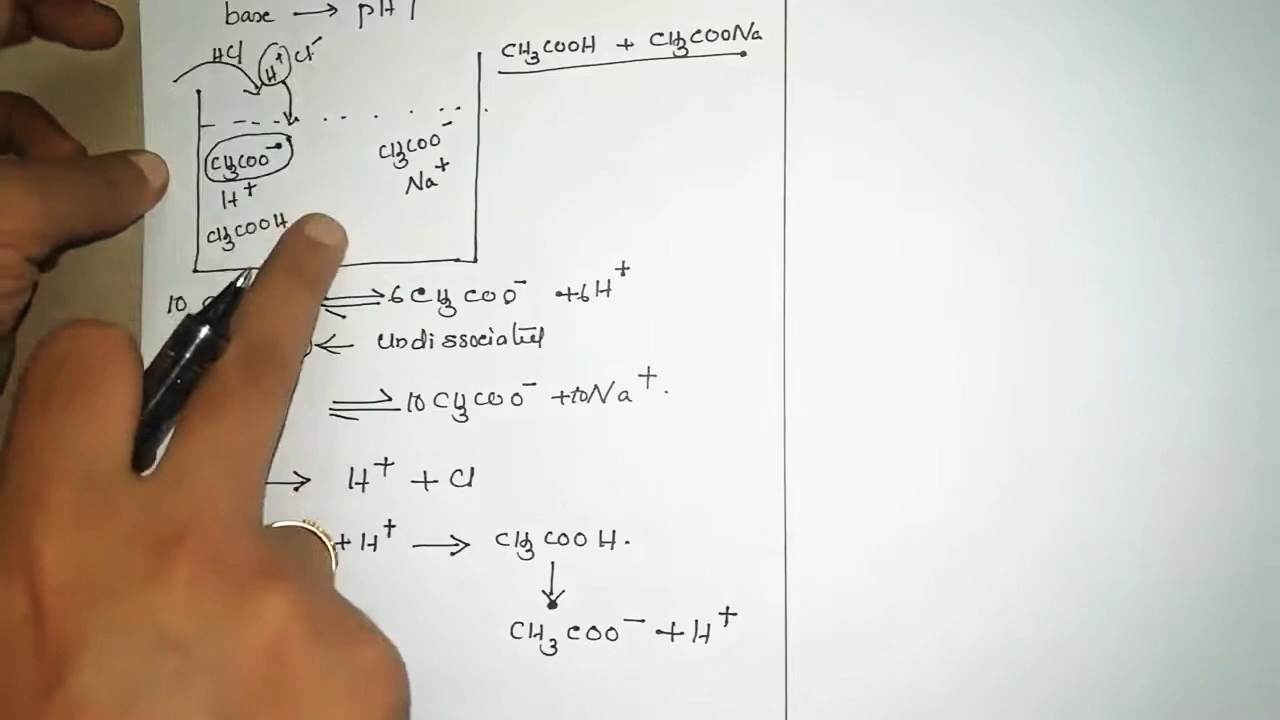 base → pH ↑
HCl H⁺ Cl⁻
CH₃COOH + CH₃COONa
CH₃COO⁻ CH₃COO⁻
H⁺ Na⁺
CH₃COOH
10 ⇌ 6CH₃COO⁻ +6H⁺
← Undissociated
⇌ 10CH₃COO⁻ +10Na⁺.
→ H⁺ + Cl
+ H⁺ → CH₃COOH.
↓
CH₃COO⁻ + H⁺